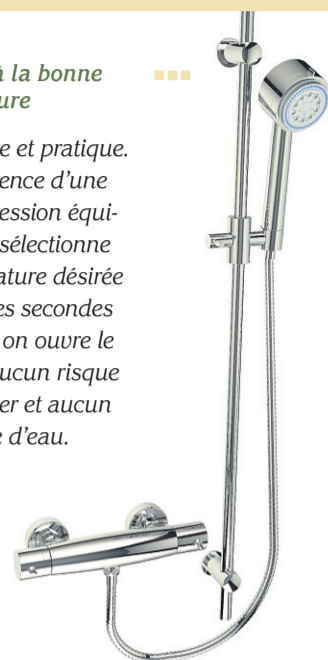 à la bonne
ure
e et pratique.
ence d'une
ession équi-
sélectionne
ature désirée
es secondes
on ouvre le
ucun risque
er et aucun
e d'eau.